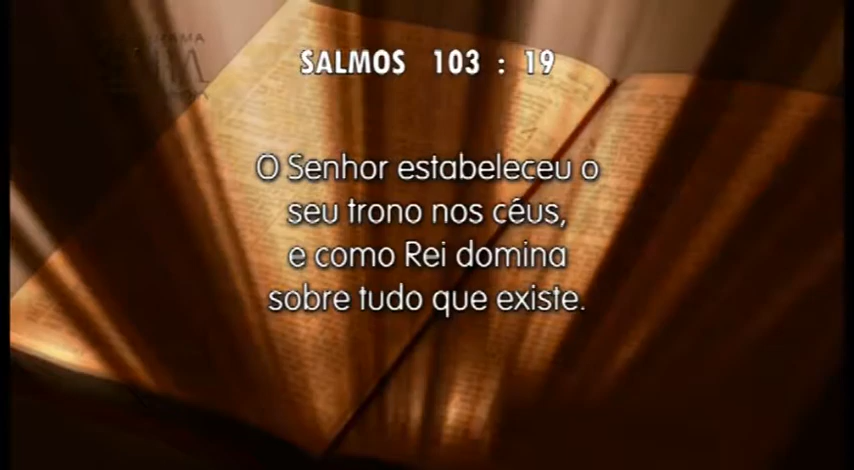 SALMOS 103 : 19
O Senhor estabeleceu o
seu trono nos céus,
e como Rei domina
sobre tudo que existe.